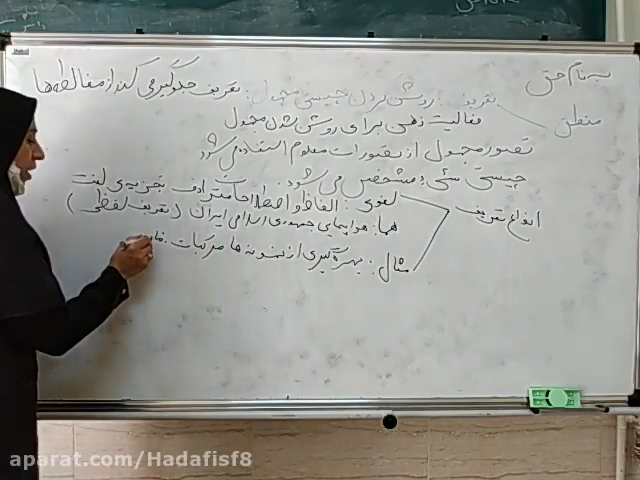 به نام حق
منطق
تعریف: روشن کردن چیستی مجهول: تعریف جلوگیری می کند از مغالطه ها
فعالیت ذهنی برای روشن شدن مجهول
تصور مجهول از تصورات معلوم استفاده می شود
چیستی شیء مشخص می شود
انواع تعریف
لغوی: الفاظ و اصطلاحات مترادف تجزیه ی لغت
هما: هواپیمایی جمهوری اسلامی ایران (تعریف لفظی)
مثال: بهره گیری از نمونه ها مرکبات:
aparat.com/Hadafisf8